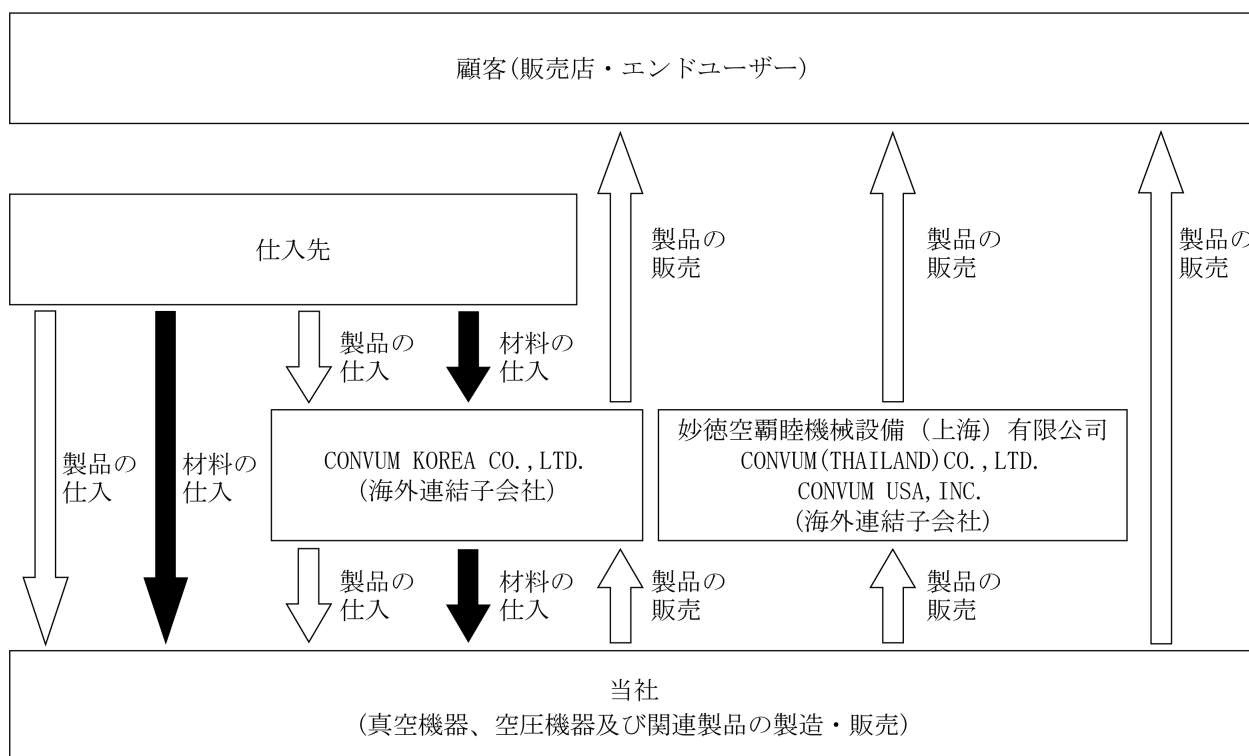 顧客(販売店・エンドユーザー)
仕入先
製品の
販売
製品の
販売
製品の
販売
製品の
仕入
材料の
仕入
製品の
仕入
材料の
仕入
CONVUM KOREA CO.,LTD.
(海外連結子会社)
妙徳空覇睦機械設備（上海）有限公司
CONVUM(THAILAND)CO.,LTD.
CONVUM USA,INC.
(海外連結子会社)
製品の
仕入
材料の
仕入
製品の
販売
製品の
販売
当社
(真空機器、空圧機器及び関連製品の製造・販売)